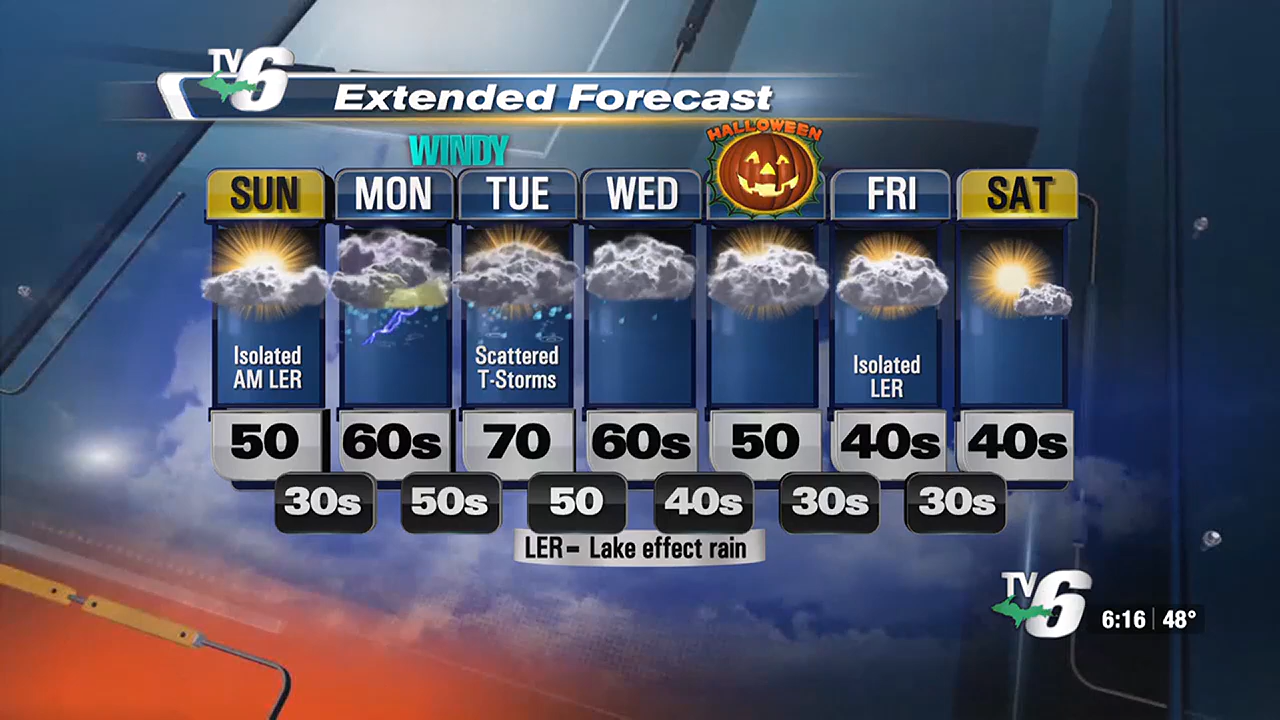 TV6
Extended Forecast
WINDY
HALLOWEEN
SUN MON TUE WED FRI SAT
Isolated
AM LER
Scattered
T-Storms
Isolated
LER
50 60s 70 60s 50 40s 40s
30s 50s 50 40s 30s 30s
LER= Lake effect rain
TV6
6:16 48°